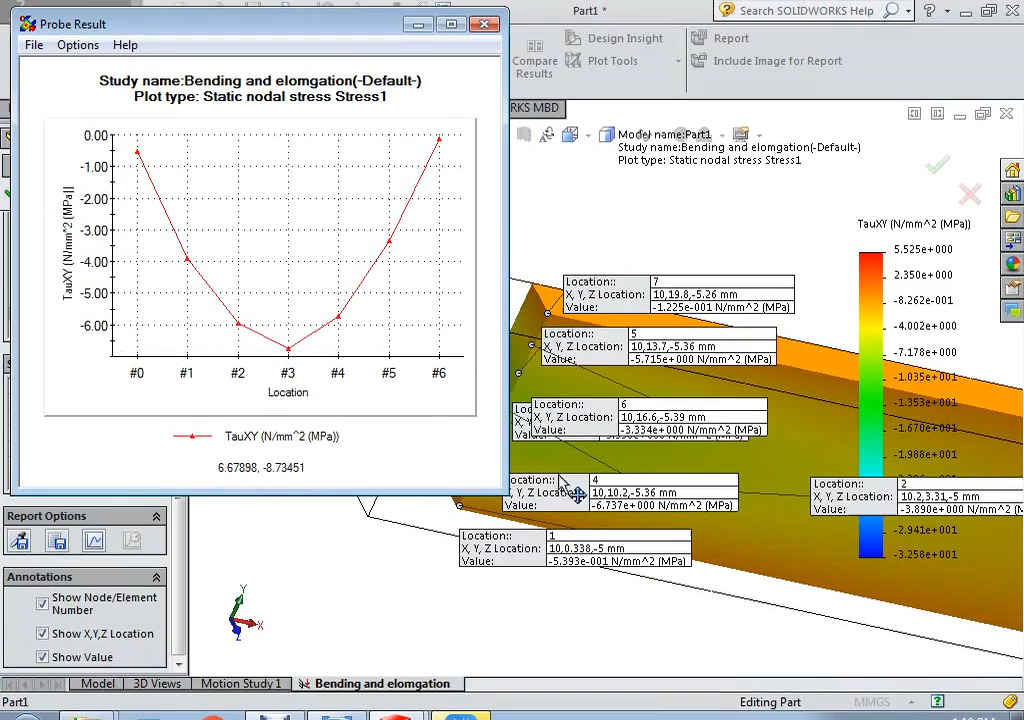 Probe Result
File Options Help
Study name:Bending and elomgation(-Default-)
Plot type: Static nodal stress Stress1
0.00
-1.00
-2.00
-3.00
-4.00
-5.00
-6.00
TauXY (N/mm^2 (MPa))
#0 #1 #2 #3 #4 #5 #6
Location
TauXY (N/mm^2 (MPa))
6.67898, -8.73451
Part1 *
Search SOLIDWORKS Help
Compare
Results
Design Insight
Plot Tools
Report
Include Image for Report
RKS MBD
Model name:Part1
Study name:Bending and elomgation(-Default-)
Plot type: Static nodal stress Stress1
TauXY (N/mm^2 (MPa))
5.525e+000
2.350e+000
-8.262e-001
-4.002e+000
-7.178e+000
-1.035e+001
-1.353e+001
-1.670e+001
-1.988e+001
-2.941e+001
-3.258e+001
Location:: 7
X, Y, Z Location: 10,19.8,-5.26 mm
Value: -1.225e-001 N/mm^2 (MPa)
Location:: 5
X, Y, Z Location: 10,13.7,-5.36 mm
Value: -5.715e+000 N/mm^2 (MPa)
Location:: 6
X, Y, Z Location: 10,16.6,-5.39 mm
Value: -3.334e+000 N/mm^2 (MPa)
Location:: 4
X, Y, Z Location: 10,10.2,-5.36 mm
Value: -6.737e+000 N/mm^2 (MPa)
Location:: 2
X, Y, Z Location: 10.2,3.31,-5 mm
Value: -3.890e+000 N/mm^2 (M
Location:: 1
X, Y, Z Location: 10,0.338,-5 mm
Value: -5.393e-001 N/mm^2 (MPa)
Report Options
Annotations
Show Node/Element
Number
Show X,Y,Z Location
Show Value
Y
X
Z
Model 3D Views Motion Study 1 Bending and elomgation
Part1 Editing Part MMGS